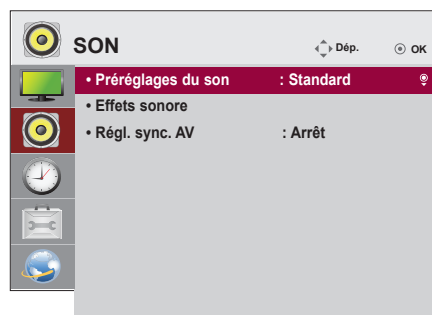 SON Dép. OK
• Préréglages du son : Standard
• Effets sonore
• Régl. sync. AV : Arrêt